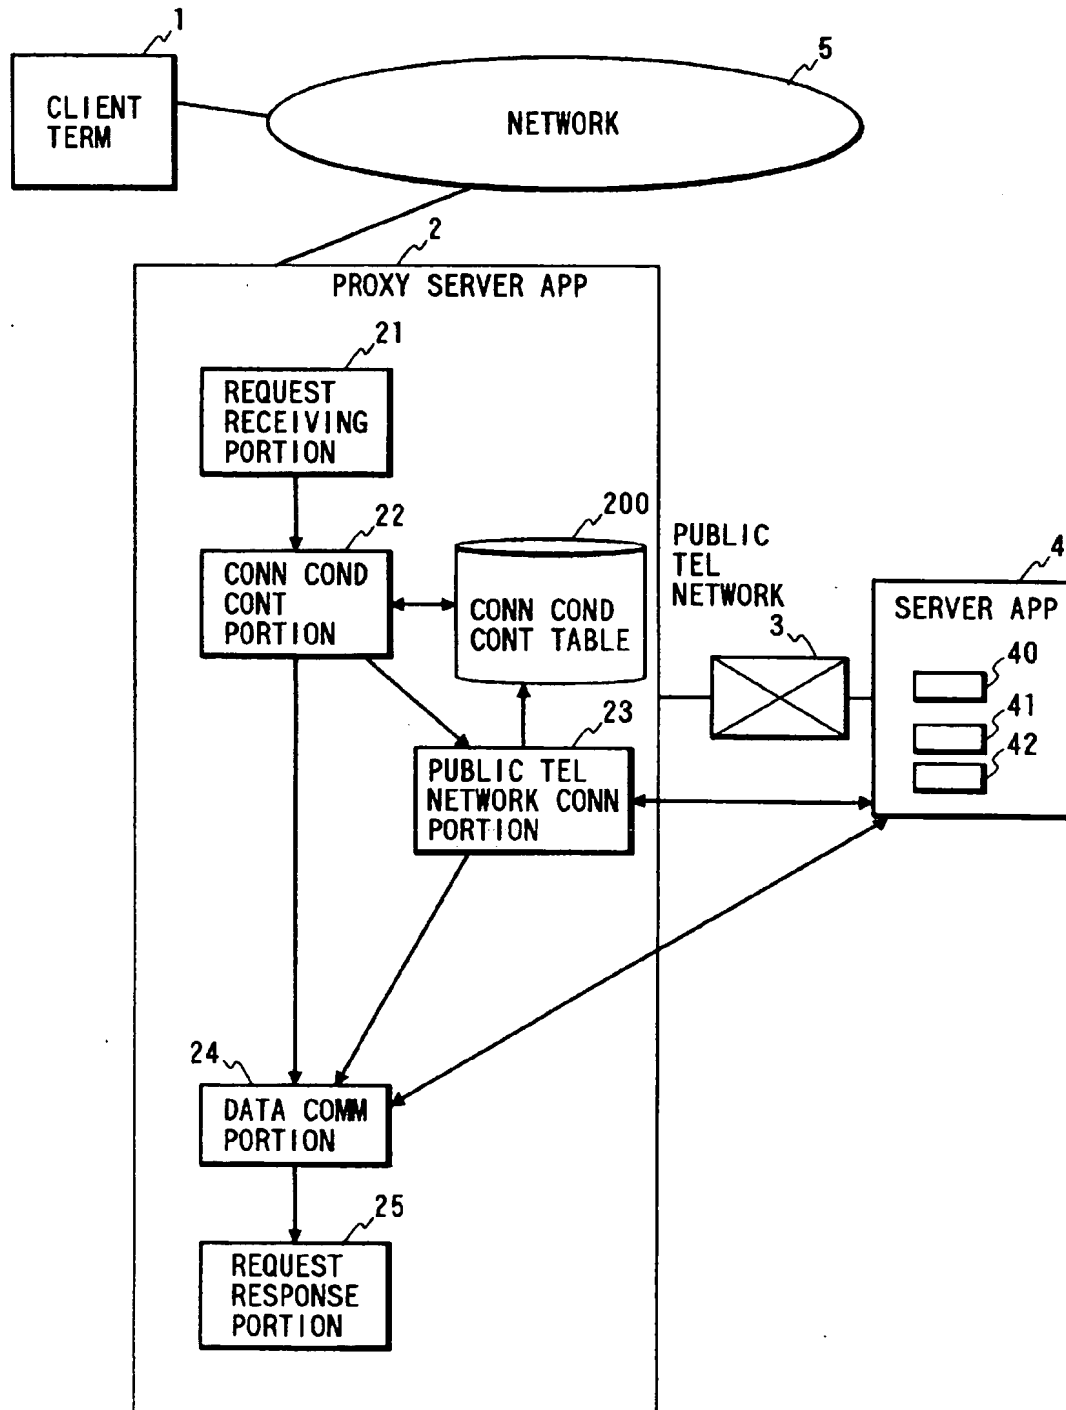 1
CLIENT
TERM
5
NETWORK
2
PROXY SERVER APP
21
REQUEST
RECEIVING
PORTION
22
CONN COND
CONT
PORTION
200
CONN COND
CONT TABLE
PUBLIC
TEL
NETWORK
3
4
SERVER APP
40
41
42
23
PUBLIC TEL
NETWORK CONN
PORTION
24
DATA COMM
PORTION
25
REQUEST
RESPONSE
PORTION